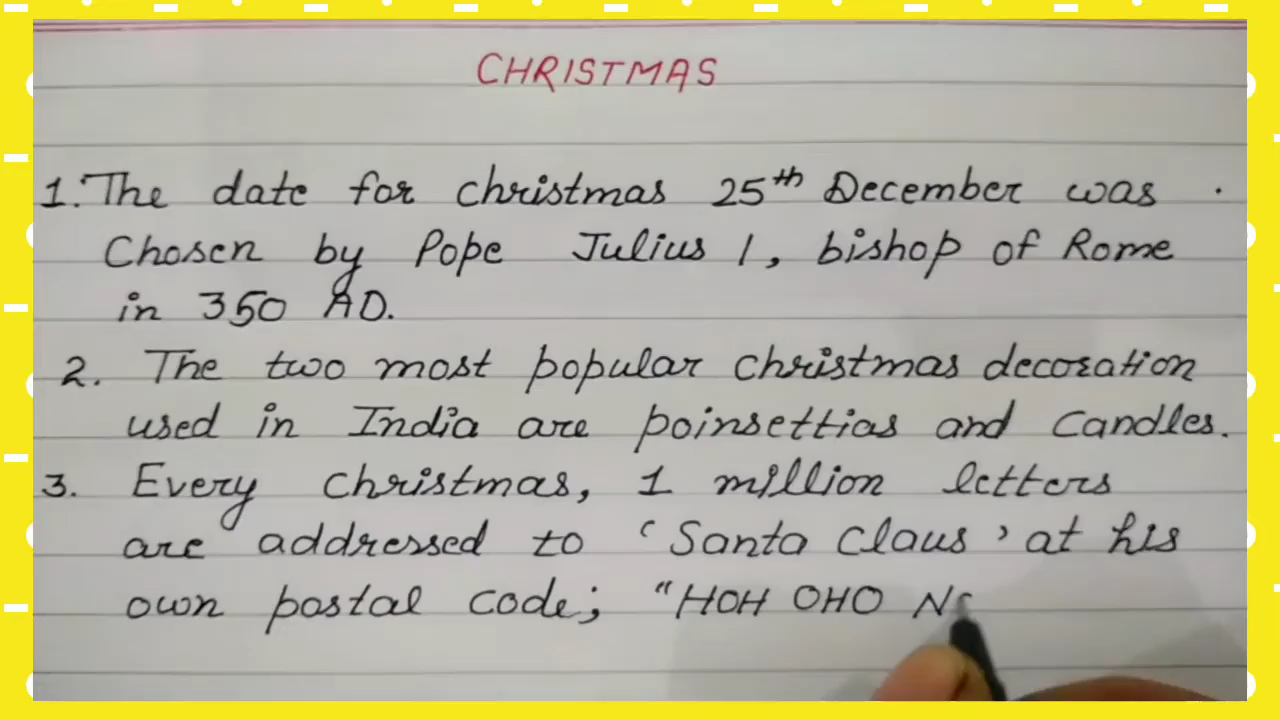 CHRISTMAS
1. The date for christmas 25th December was
Chosen by Pope Julius 1, bishop of Rome
in 350 AD.
2. The two most popular christmas decoration
used in India are poinsettias and candles.
3. Every christmas, 1 million letters
are addressed to 'Santa Claus' at his
own postal code; "HOH OHO